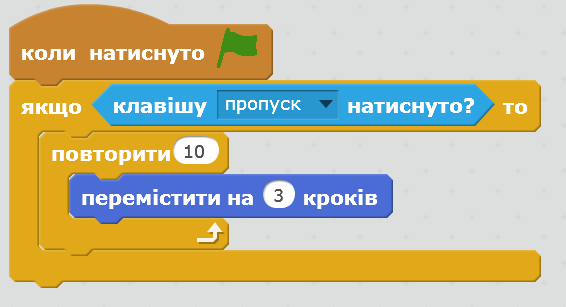 коли натиснуто
якщо клавішу пропуск натиснуто? то
повторити 10
перемістити на 3 кроків